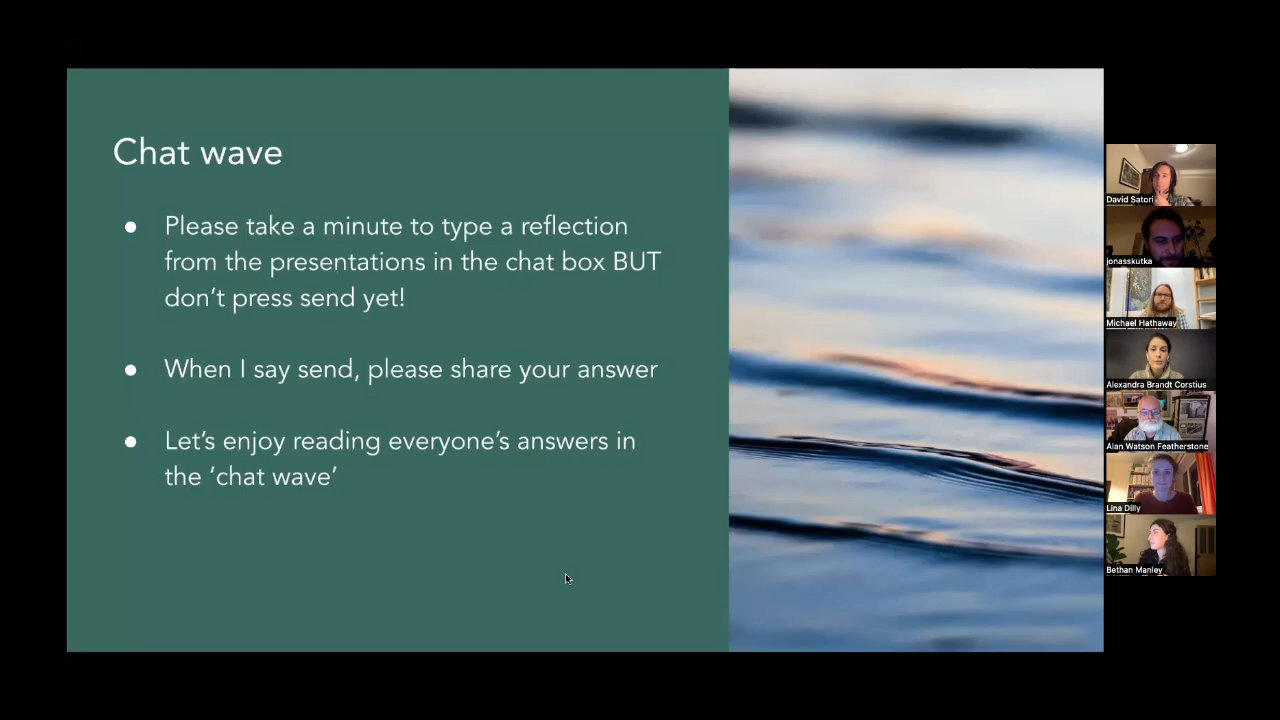 Chat wave
● Please take a minute to type a reflection
from the presentations in the chat box BUT
don’t press send yet!
● When I say send, please share your answer
● Let’s enjoy reading everyone’s answers in
the ‘chat wave’
David Satori
jonasskutka
Michael Hathaway
Alexandra Brandt Corstius
Alan Watson Featherstone
Lina Dilly
Bethan Manley